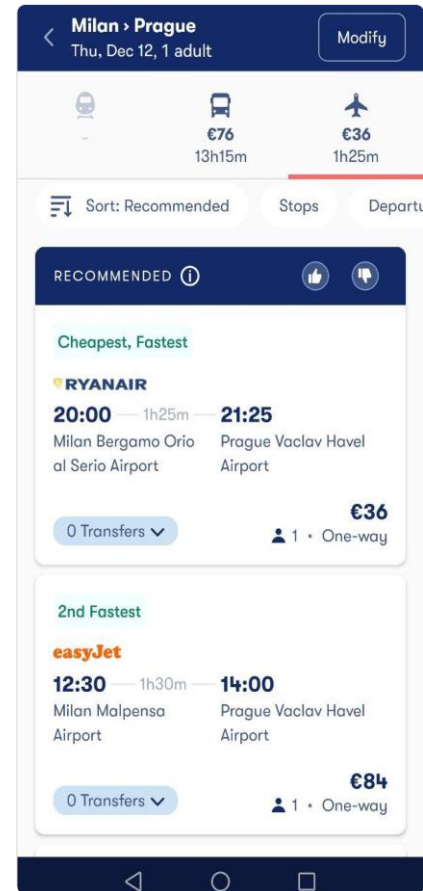 Milan › Prague
Thu, Dec 12, 1 adult
Modify
–
€76
13h15m
€36
1h25m
Sort: Recommended
Stops
Departu
RECOMMENDED
Cheapest, Fastest
RYANAIR
20:00 1h25m 21:25
Milan Bergamo Orio Prague Vaclav Havel
al Serio Airport Airport
€36
0 Transfers 1 • One-way
2nd Fastest
easyJet
12:30 1h30m 14:00
Milan Malpensa Prague Vaclav Havel
Airport Airport
€84
0 Transfers 1 • One-way